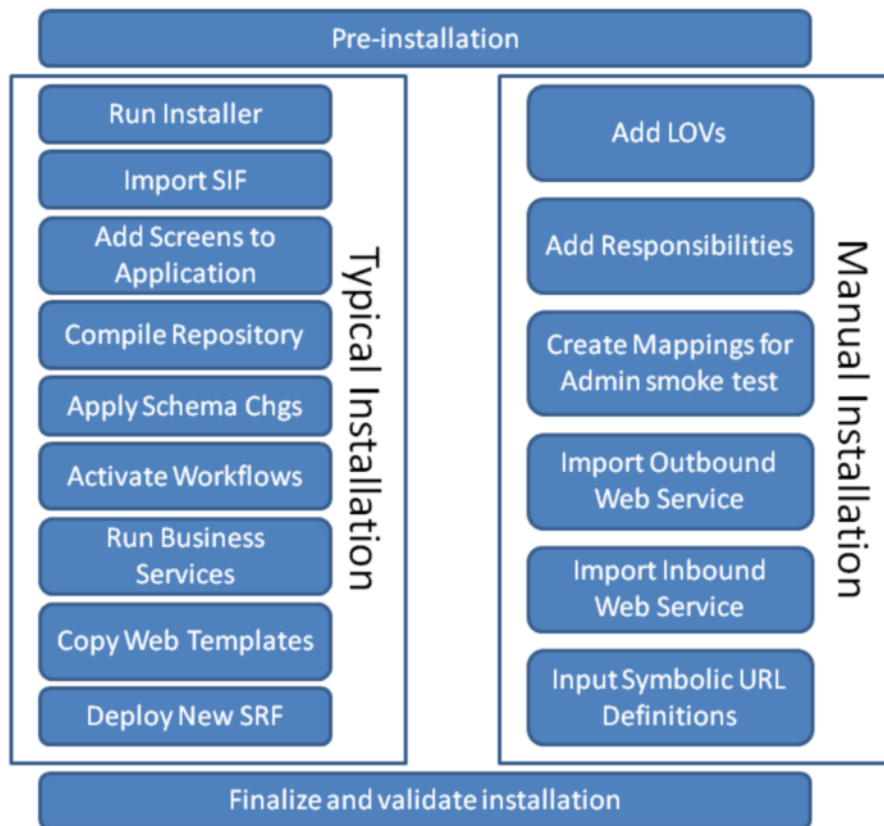 Pre-installation
Run Installer
Import SIF
Add Screens to
Application
Compile Repository
Apply Schema Chgs
Activate Workflows
Run Business
Services
Copy Web Templates
Deploy New SRF
Typical Installation
Add LOVs
Add Responsibilities
Create Mappings for
Admin smoke test
Import Outbound
Web Service
Import Inbound
Web Service
Input Symbolic URL
Definitions
Manual Installation
Finalize and validate installation